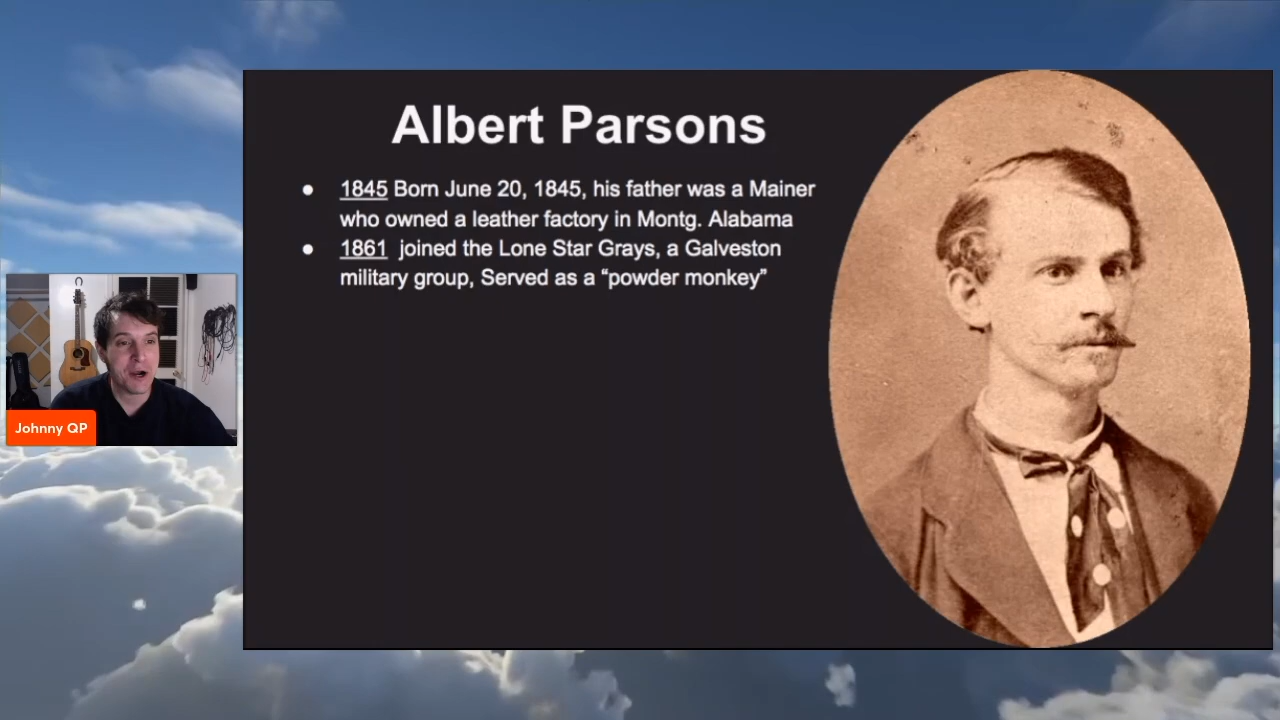 Albert Parsons
● 1845 Born June 20, 1845, his father was a Mainer
who owned a leather factory in Montg. Alabama
● 1861 joined the Lone Star Grays, a Galveston
military group, Served as a “powder monkey”
Johnny QP